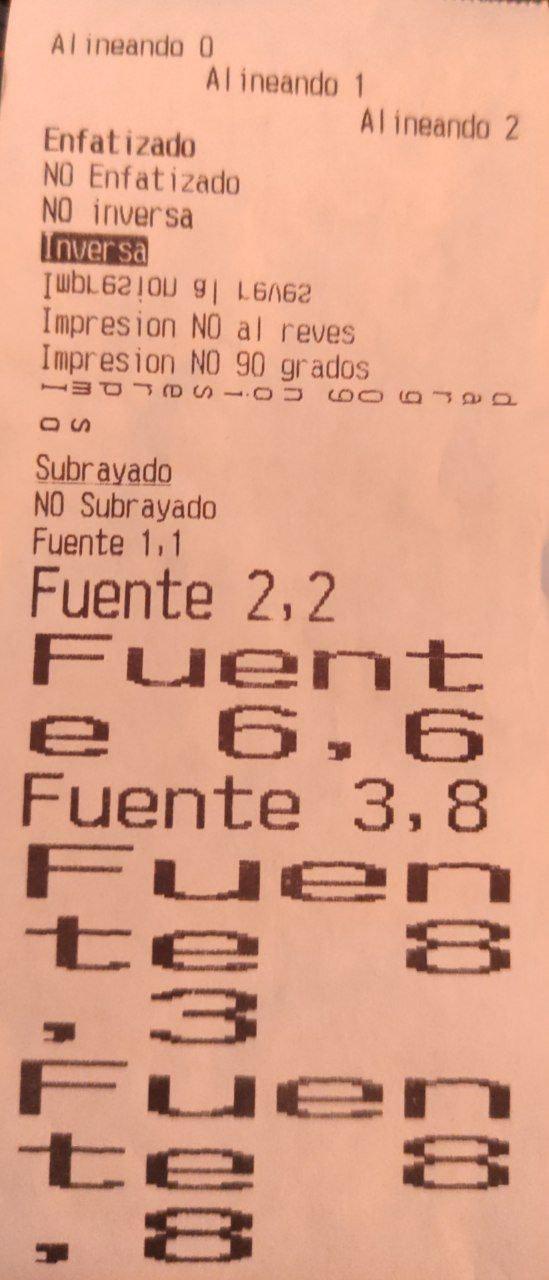 Alineando 0
Alineando 1
Alineando 2
Enfatizado
NO Enfatizado
NO inversa
Inversa
Impresion al reves
Impresion NO al reves
Impresion NO 90 grados
Impresion 90 grad
os
Subrayado
NO Subrayado
Fuente 1,1
Fuente 2,2
Fuent
e 6,6
Fuente 3,8
Fuen
te 8
,3
Fuen
te 8
,8